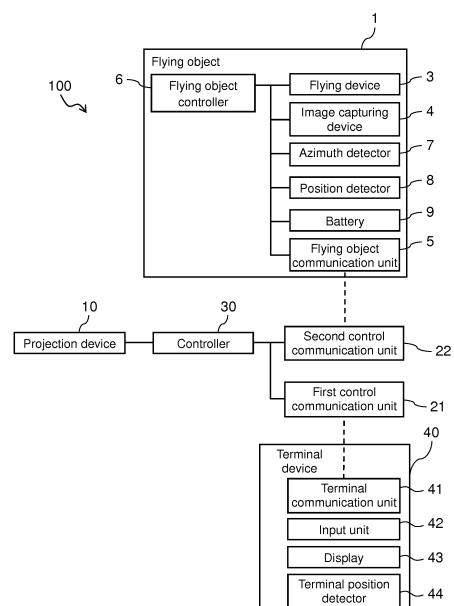 1
Flying object
100
6
Flying object
controller
Flying device
3
Image capturing
device
4
Azimuth detector
7
Position detector
8
Battery
9
Flying object
communication unit
5
10
30
Projection device
Controller
Second control
communication unit
22
First control
communication unit
21
40
Terminal
device
Terminal
communication unit
41
Input unit
42
Display
43
Terminal position
detector
44